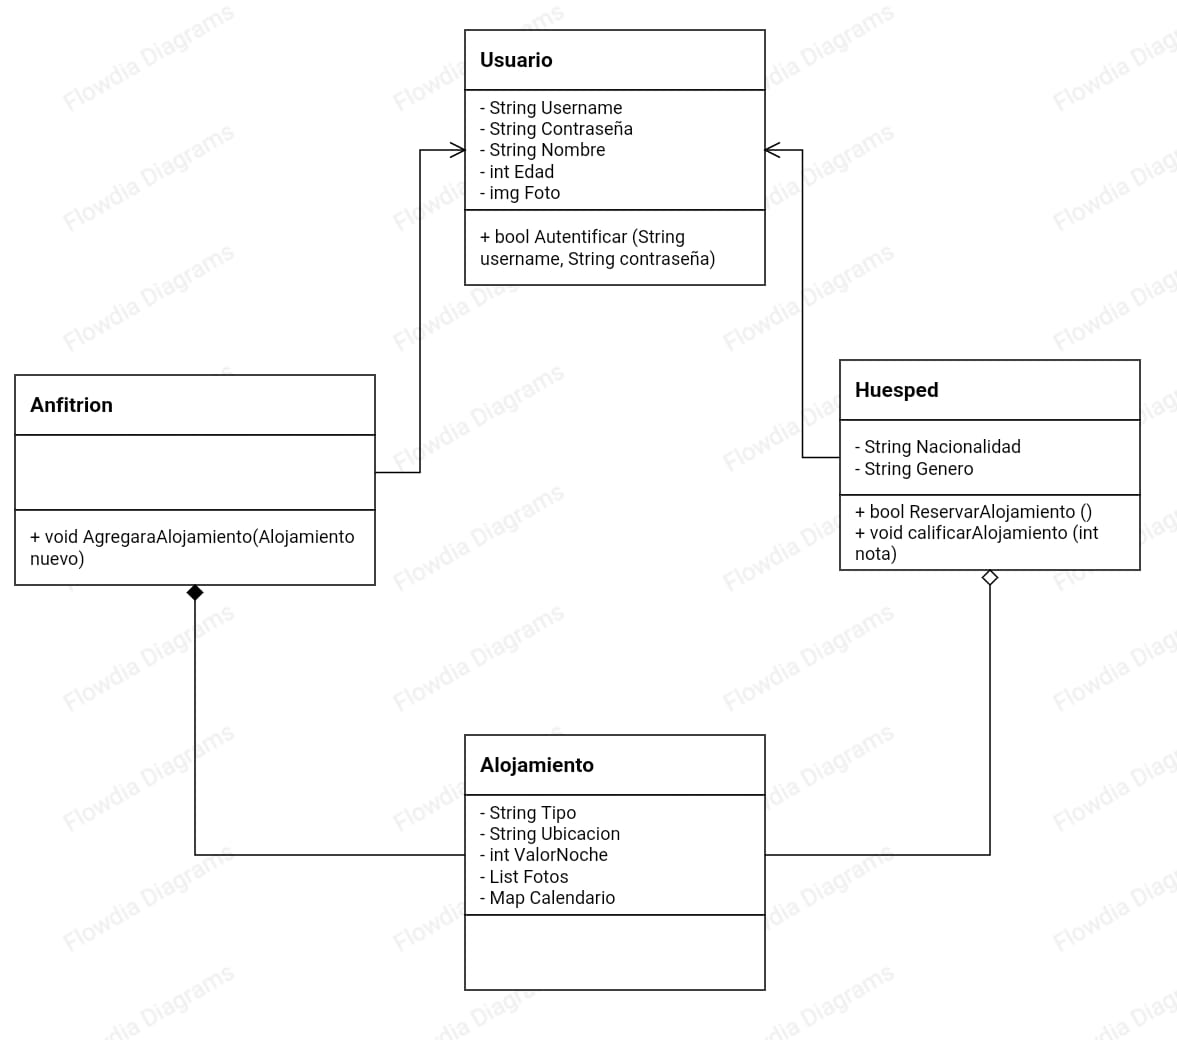 Usuario
- String Username
- String Contraseña
- String Nombre
- int Edad
- img Foto
+ bool Autentificar (String
username, String contraseña)
Anfitrion
+ void AgregaraAlojamiento(Alojamiento
nuevo)
Huesped
- String Nacionalidad
- String Genero
+ bool ReservarAlojamiento ()
+ void calificarAlojamiento (int
nota)
Alojamiento
- String Tipo
- String Ubicacion
- int ValorNoche
- List Fotos
- Map Calendario
Flowdia Diagrams